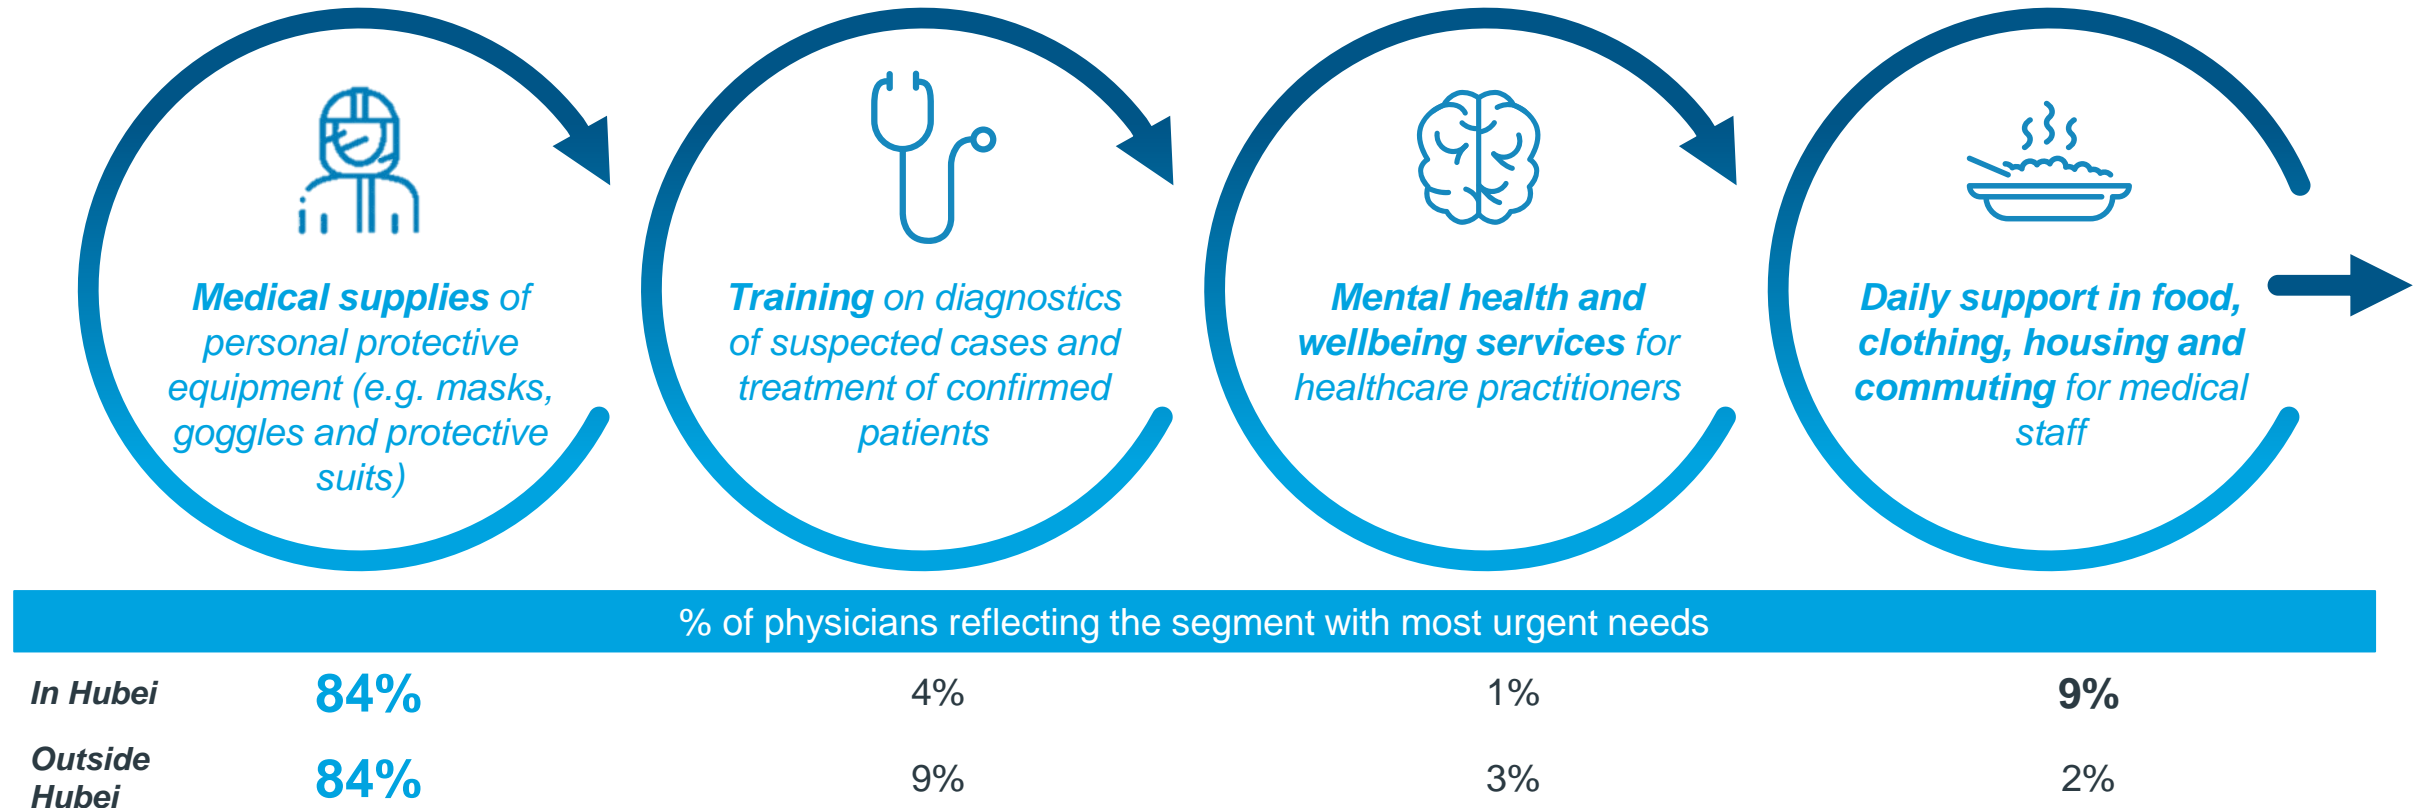 Medical supplies of
personal protective
equipment (e.g. masks,
goggles and protective
suits)
Training on diagnostics
of suspected cases and
treatment of confirmed
patients
Mental health and
wellbeing services for
healthcare practitioners
Daily support in food,
clothing, housing and
commuting for medical
staff
% of physicians reflecting the segment with most urgent needs
In Hubei 84% 4% 1% 9%
Outside
Hubei 84% 9% 3% 2%